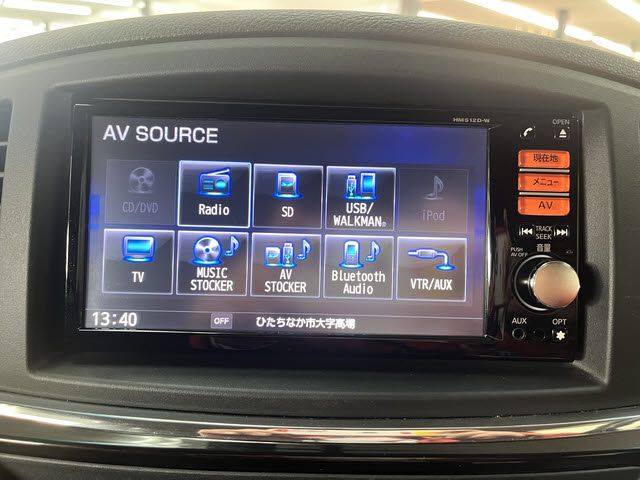 HM512D-W
OPEN
AV SOURCE
現在地
メニュー
AV
CD/DVD
Radio
SD
USB/
WALKMAN®
iPod
TRACK
SEEK
PUSH
AV OFF
音量
TV
MUSIC
STOCKER
AV
STOCKER
Bluetooth
Audio
VTR/AUX
13:40
OFF
ひたちなか市大字高場
AUX
OPT